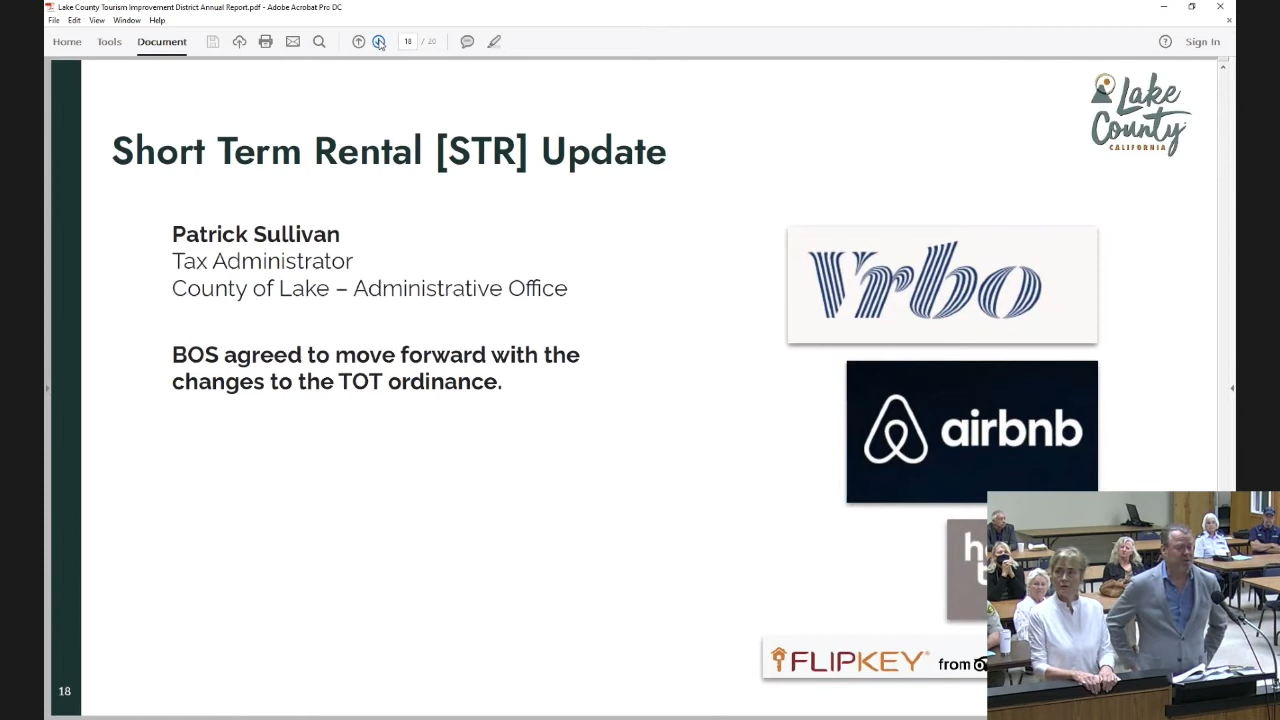 Lake County Tourism Improvement District Annual Report.pdf - Adobe Acrobat Pro DC
File Edit View Window Help
Home Tools Document 18 / 20 Sign In
Lake
County
CALIFORNIA
Short Term Rental [STR] Update
Patrick Sullivan
Tax Administrator
County of Lake – Administrative Office
BOS agreed to move forward with the
changes to the TOT ordinance.
Vrbo
airbnb
FLIPKEY® from
18